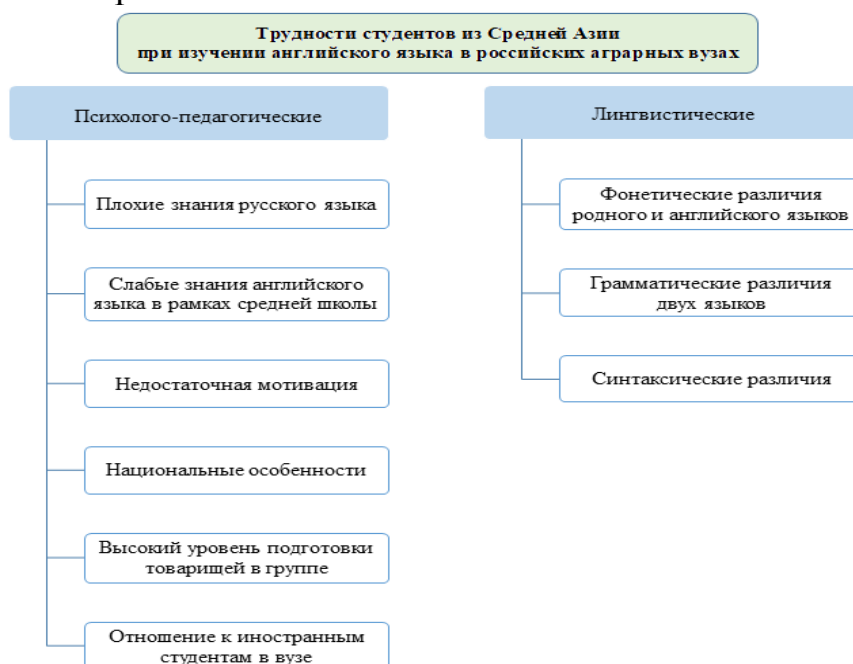 Трудности студентов из Средней Азии
при изучении английского языка в российских аграрных вузах
Психолого-педагогические
Плохие знания русского языка
Слабые знания английского
языка в рамках средней школы
Недостаточная мотивация
Национальные особенности
Высокий уровень подготовки
товарищей в группе
Отношение к иностранным
студентам в вузе
Лингвистические
Фонетические различия
родного и английского языков
Грамматические различия
двух языков
Синтаксические различия